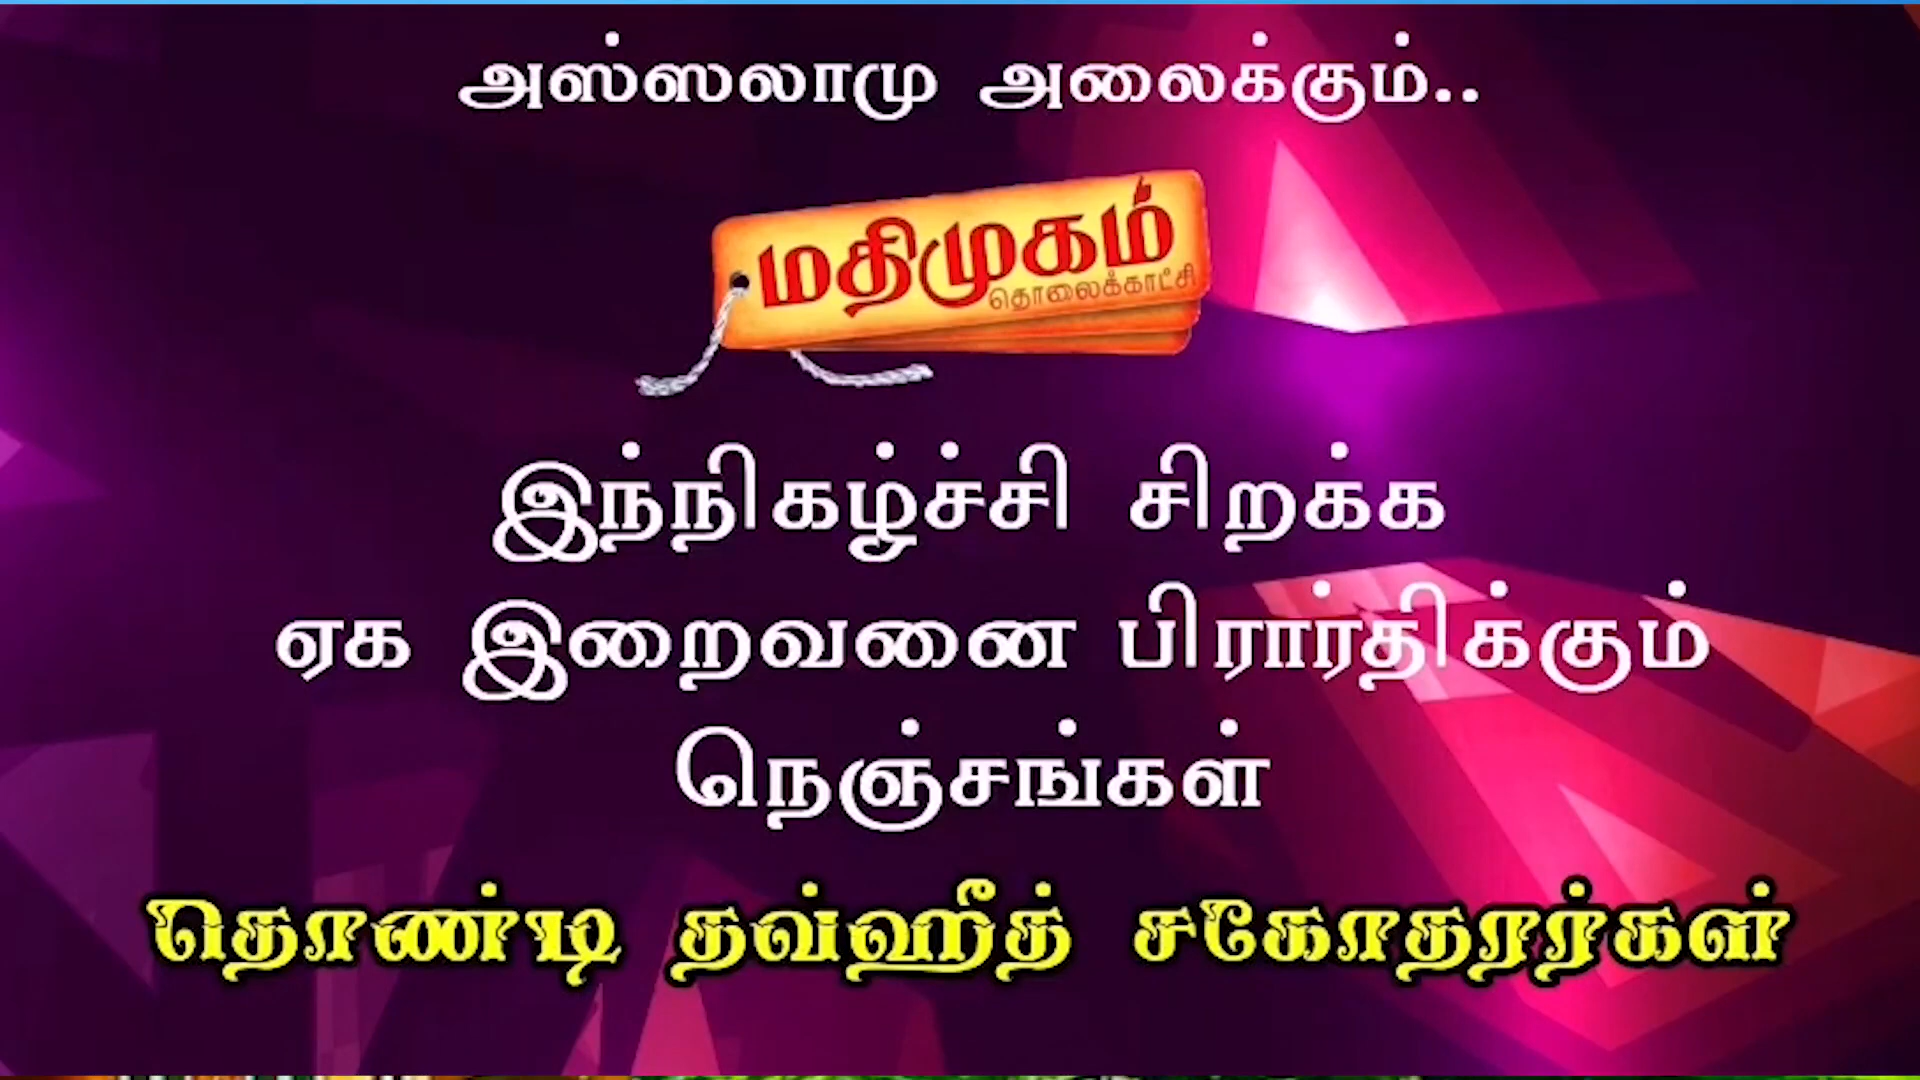 அஸ்ஸலாமு அலைக்கும்..
மதிமுகம்
தொலைக்காட்சி
இந்நிகழ்ச்சி சிறக்க
ஏக இறைவனை பிரார்திக்கும்
நெஞ்சங்கள்
தொண்டி தவ்ஹீத் சகோதரர்கள்